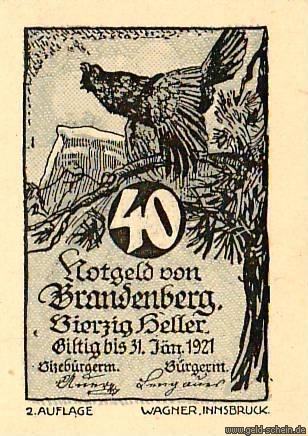 40
Notgeld von
Brandenberg.
Vierzig Heller.
Giltig bis 31. Jän. 1921
Vizebürgerm. Bürgerm.
2. AUFLAGE WAGNER, INNSBRUCK.
www.geld-schein.de